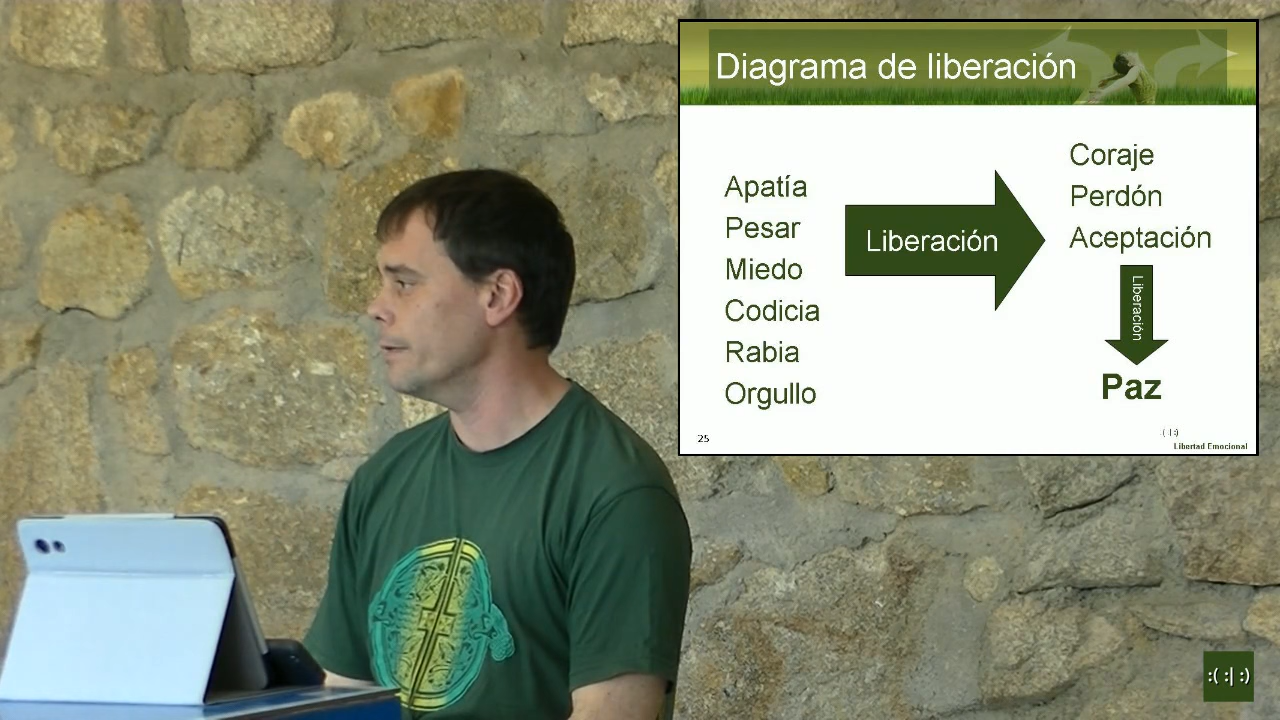 Diagrama de liberación
Apatía
Pesar
Miedo
Codicia
Rabia
Orgullo
Liberación
Coraje
Perdón
Aceptación
Liberación
Paz
25
:( :| :)
Libertad Emocional
:( :| :)